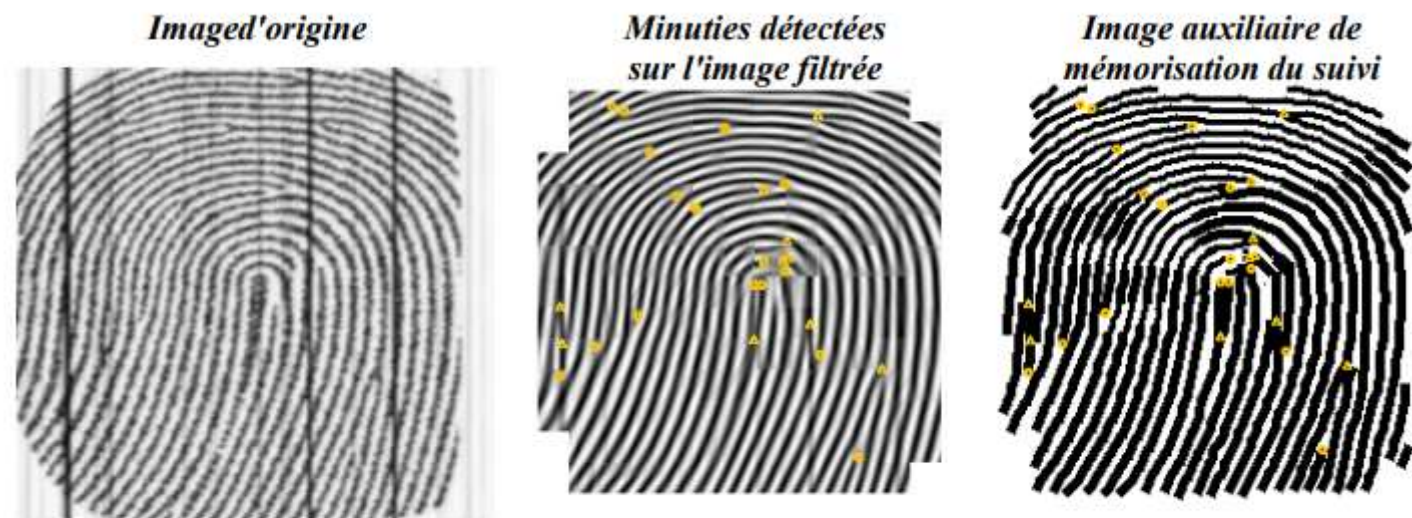 Imaged'origine
Minuties détectées
sur l'image filtrée
Image auxiliaire de
mémorisation du suivi